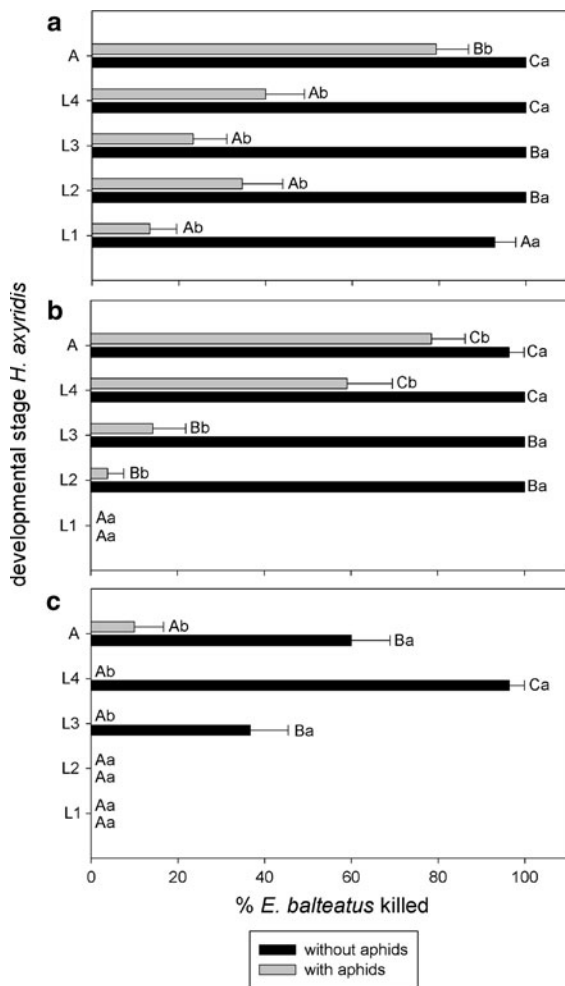 a
A
Bb
Ca
L4
Ab
Ca
L3
Ab
Ba
L2
Ab
Ba
L1
Ab
Aa
b
A
Cb
Ca
L4
Cb
Ca
L3
Bb
Ba
L2
Bb
Ba
L1
Aa
Aa
c
A
Ab
Ba
L4
Ab
Ca
L3
Ab
Ba
L2
Aa
Aa
L1
Aa
Aa
developmental stage H. axyridis
0 20 40 60 80 100
% E. balteatus killed
without aphids
with aphids